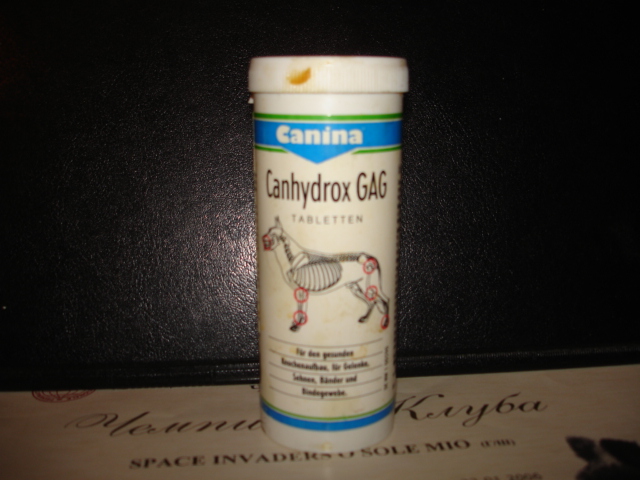 Canina
Canhydrox GAG
TABLETTEN
Für den gesunden
Knochenaufbau, für Gelenke,
Sehnen, Bänder und
Bindegewebe.
Клуба
SPACE INVADERS O SOLE MIO
2006